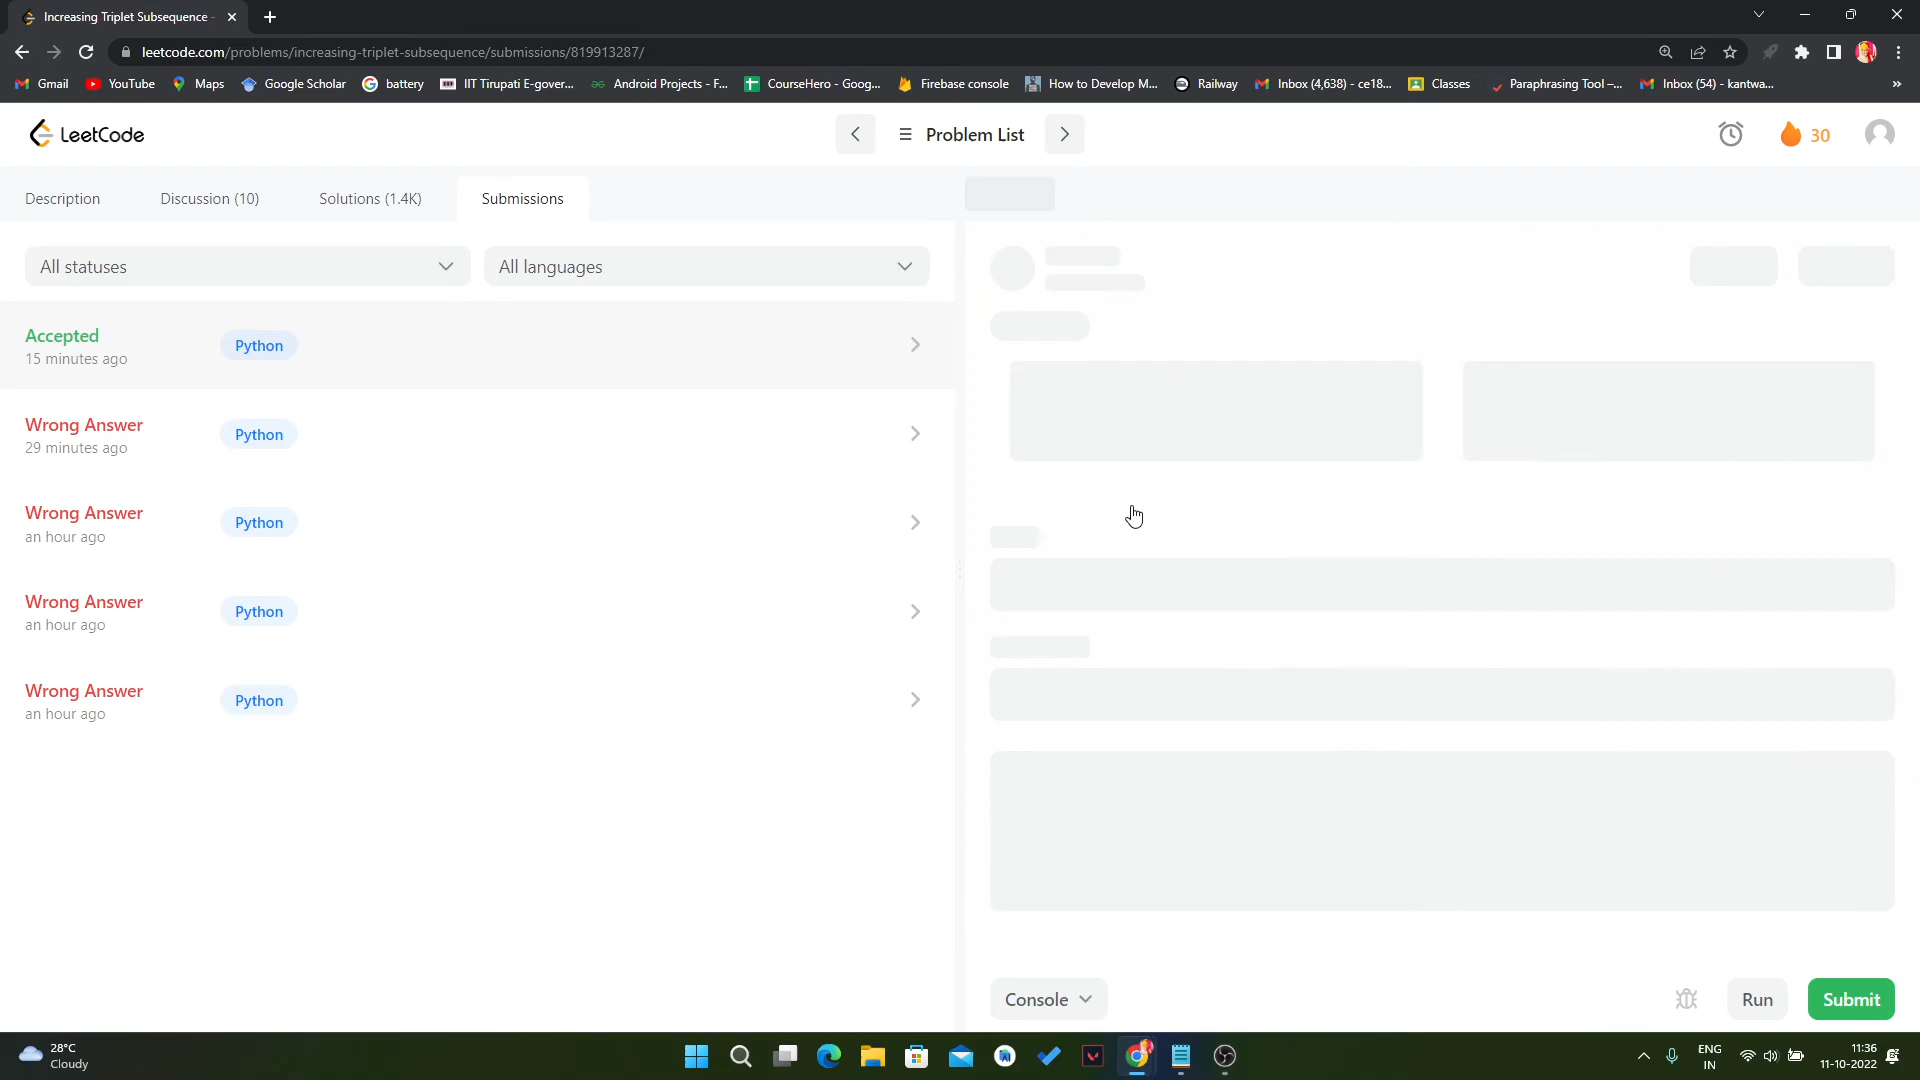 Increasing Triplet Subsequence -
leetcode.com/problems/increasing-triplet-subsequence/submissions/819913287/
Gmail YouTube Maps Google Scholar battery IIT Tirupati E-gover... Android Projects - F... CourseHero - Goog... Firebase console How to Develop M... Railway Inbox (4,638) - ce18... Classes Paraphrasing Tool –... Inbox (54) - kantwa... »
LeetCode
Problem List
30
Description
Discussion (10)
Solutions (1.4K)
Submissions
All statuses
All languages
Accepted
15 minutes ago
Python
Wrong Answer
29 minutes ago
Python
Wrong Answer
an hour ago
Python
Wrong Answer
an hour ago
Python
Wrong Answer
an hour ago
Python
Console
Run
Submit
28°C
Cloudy
ENG
IN
11:36
11-10-2022